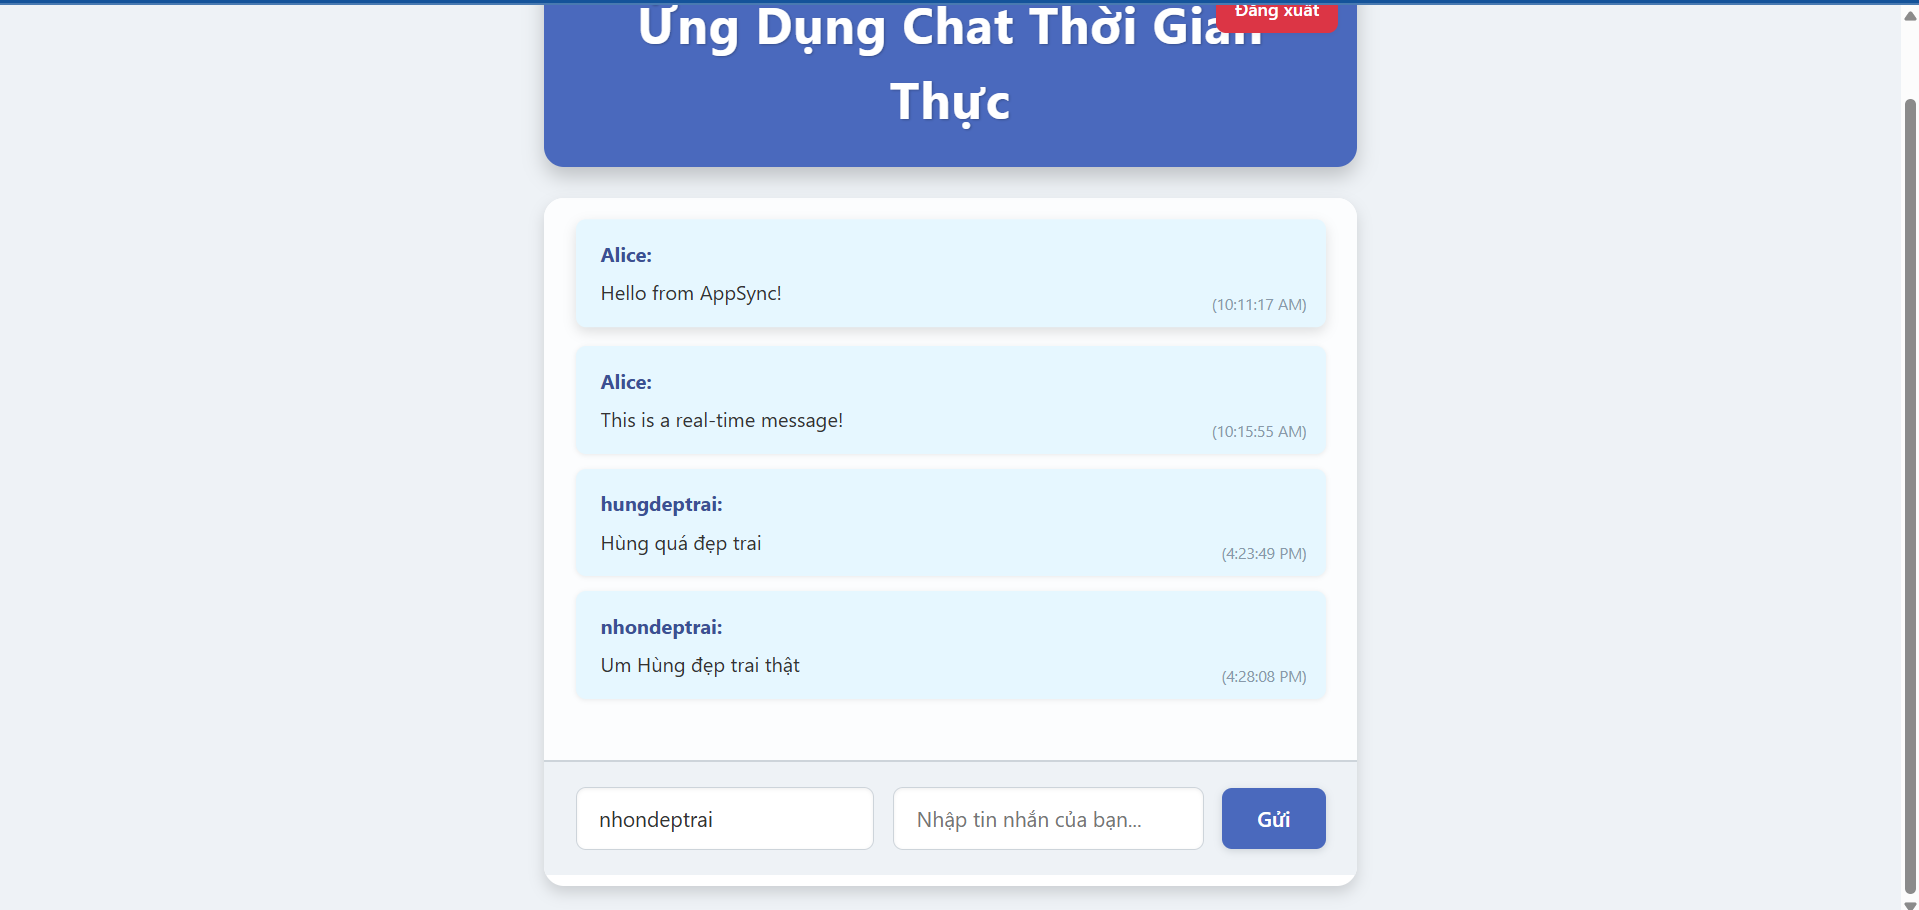 Ứng Dụng Chat Thời Gian
Đăng xuất
Thực
Alice:
Hello from AppSync!
(10:11:17 AM)
Alice:
This is a real-time message!
(10:15:55 AM)
hungdeptrai:
Hùng quá đẹp trai
(4:23:49 PM)
nhondeptrai:
Um Hùng đẹp trai thật
(4:28:08 PM)
nhondeptrai
Nhập tin nhắn của bạn...
Gửi